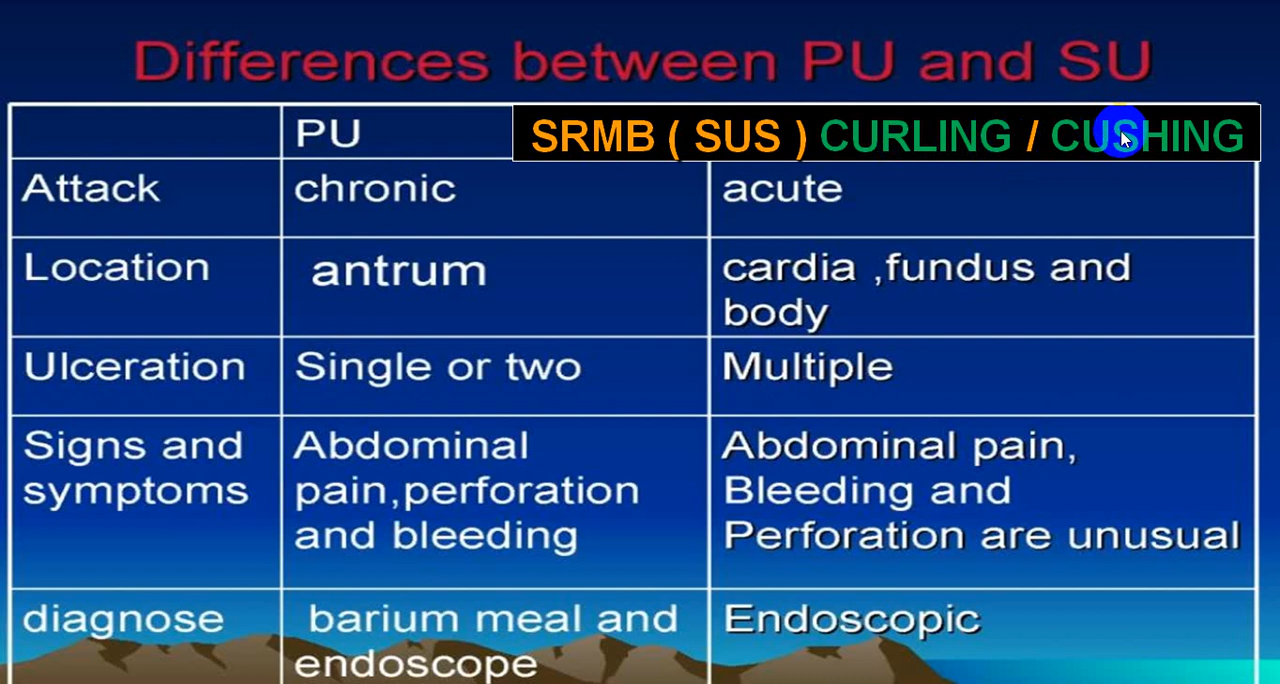 Differences between PU and SU
PU
SRMB ( SUS ) CURLING / CUSHING
Attack
chronic
acute
Location
antrum
cardia ,fundus and
body
Ulceration
Single or two
Multiple
Signs and
symptoms
Abdominal
pain,perforation
and bleeding
Abdominal pain,
Bleeding and
Perforation are unusual
diagnose
barium meal and
endoscope
Endoscopic